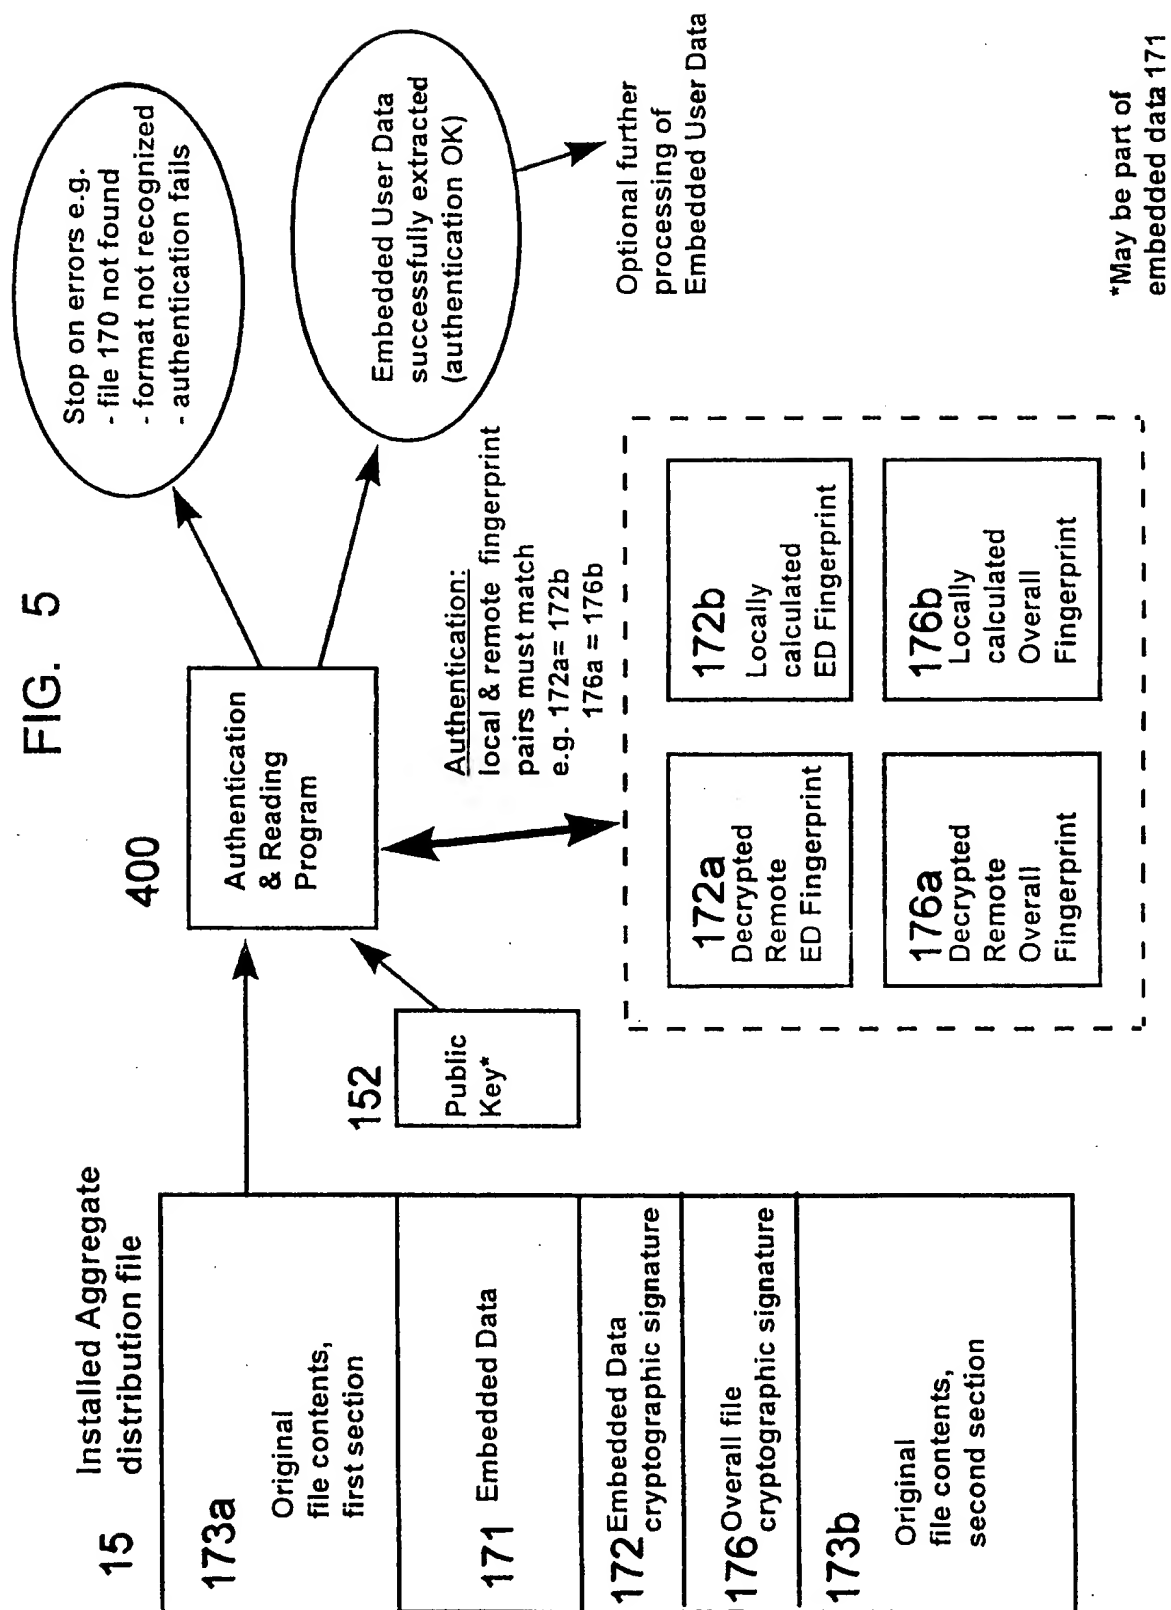 FIG. 5
15
Installed Aggregate
distribution file
173a
Original
file contents,
first section
171
Embedded Data
172
Embedded Data
cryptographic signature
176
Overall file
cryptographic signature
173b
Original
file contents,
second section
152
Public
Key*
400
Authentication
& Reading
Program
Stop on errors e.g.
- file 170 not found
- format not recognized
- authentication fails
Embedded User Data
successfully extracted
(authentication OK)
Optional further
processing of
Embedded User Data
Authentication:
local & remote fingerprint
pairs must match
e.g. 172a= 172b
176a = 176b
172a
Decrypted
Remote
ED Fingerprint
172b
Locally
calculated
ED Fingerprint
176a
Decrypted
Remote
Overall
Fingerprint
176b
Locally
calculated
Overall
Fingerprint
*May be part of
embedded data 171